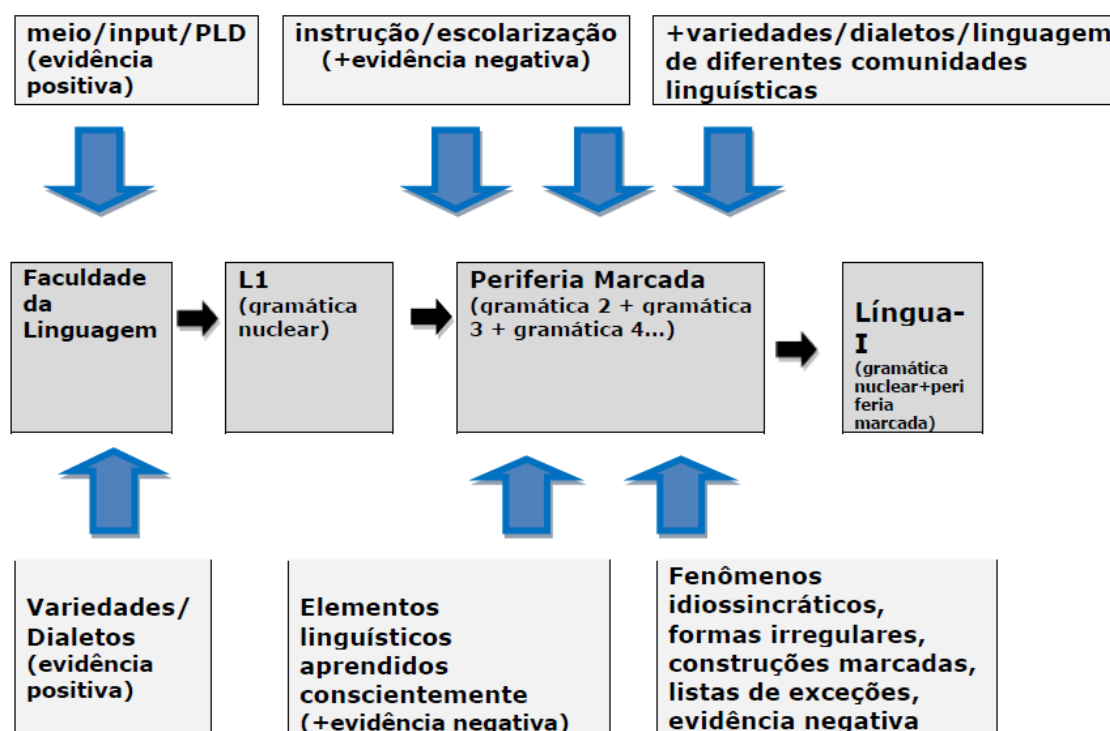 meio/input/PLD
(evidência
positiva)
instrução/escolarização
(+evidência negativa)
+variedades/dialetos/linguagem
de diferentes comunidades
linguísticas
Faculdade
da
Linguagem
L1
(gramática
nuclear)
Periferia Marcada
(gramática 2 + gramática
3 + gramática 4...)
Língua-
I
(gramática
nuclear+peri
feria
marcada)
Variedades/
Dialetos
(evidência
positiva)
Elementos
linguísticos
aprendidos
conscientemente
(+evidência negativa)
Fenômenos
idiossincráticos,
formas irregulares,
construções marcadas,
listas de exceções,
evidência negativa